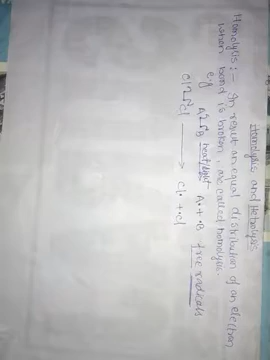 Homolysis and Hetrolysis
Homolysis :- In result an equal distribution of an electron
when bond is broken, are called homolysis.
e.g
A B heat/light A• + •B free radicals
Cl Cl ⟶ Cl• + •Cl